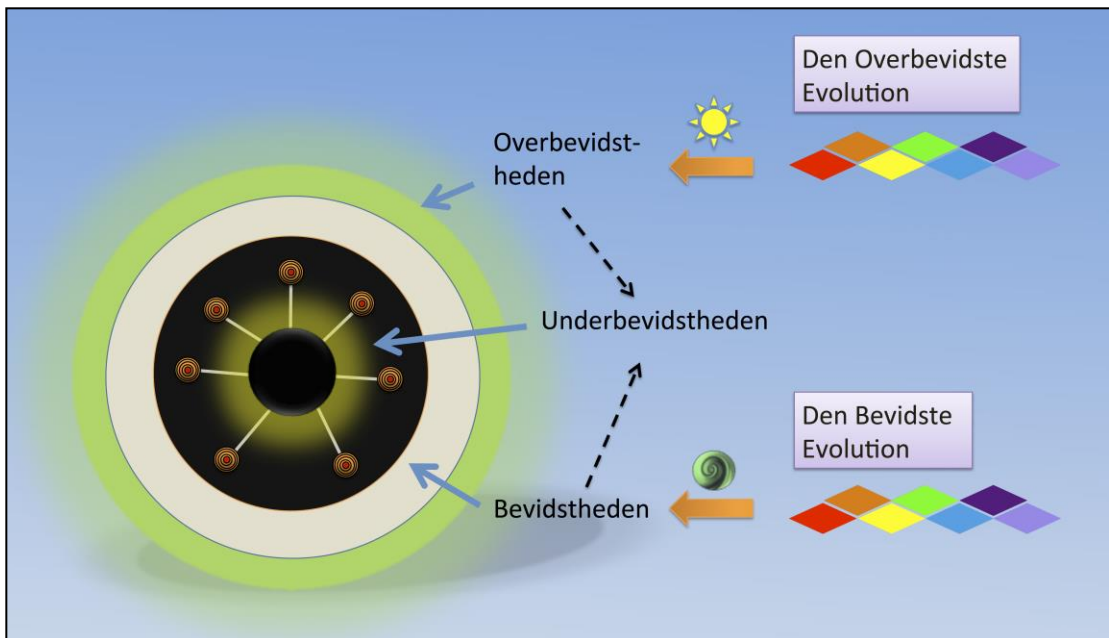 Den Overbevidste
Evolution
Overbevidst-
heden
Underbevidstheden
Den Bevidste
Evolution
Bevidstheden